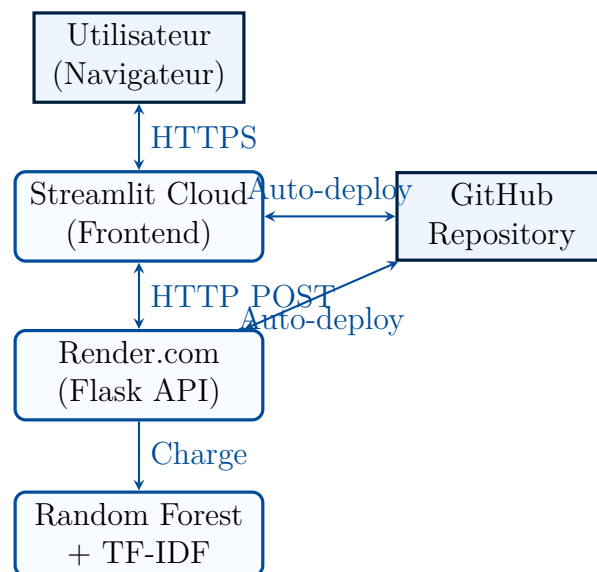 Utilisateur
(Navigateur)
HTTPS
Streamlit Cloud
(Frontend)
Auto-deploy
GitHub
Repository
HTTP POST
Auto-deploy
Render.com
(Flask API)
Charge
Random Forest
+ TF-IDF